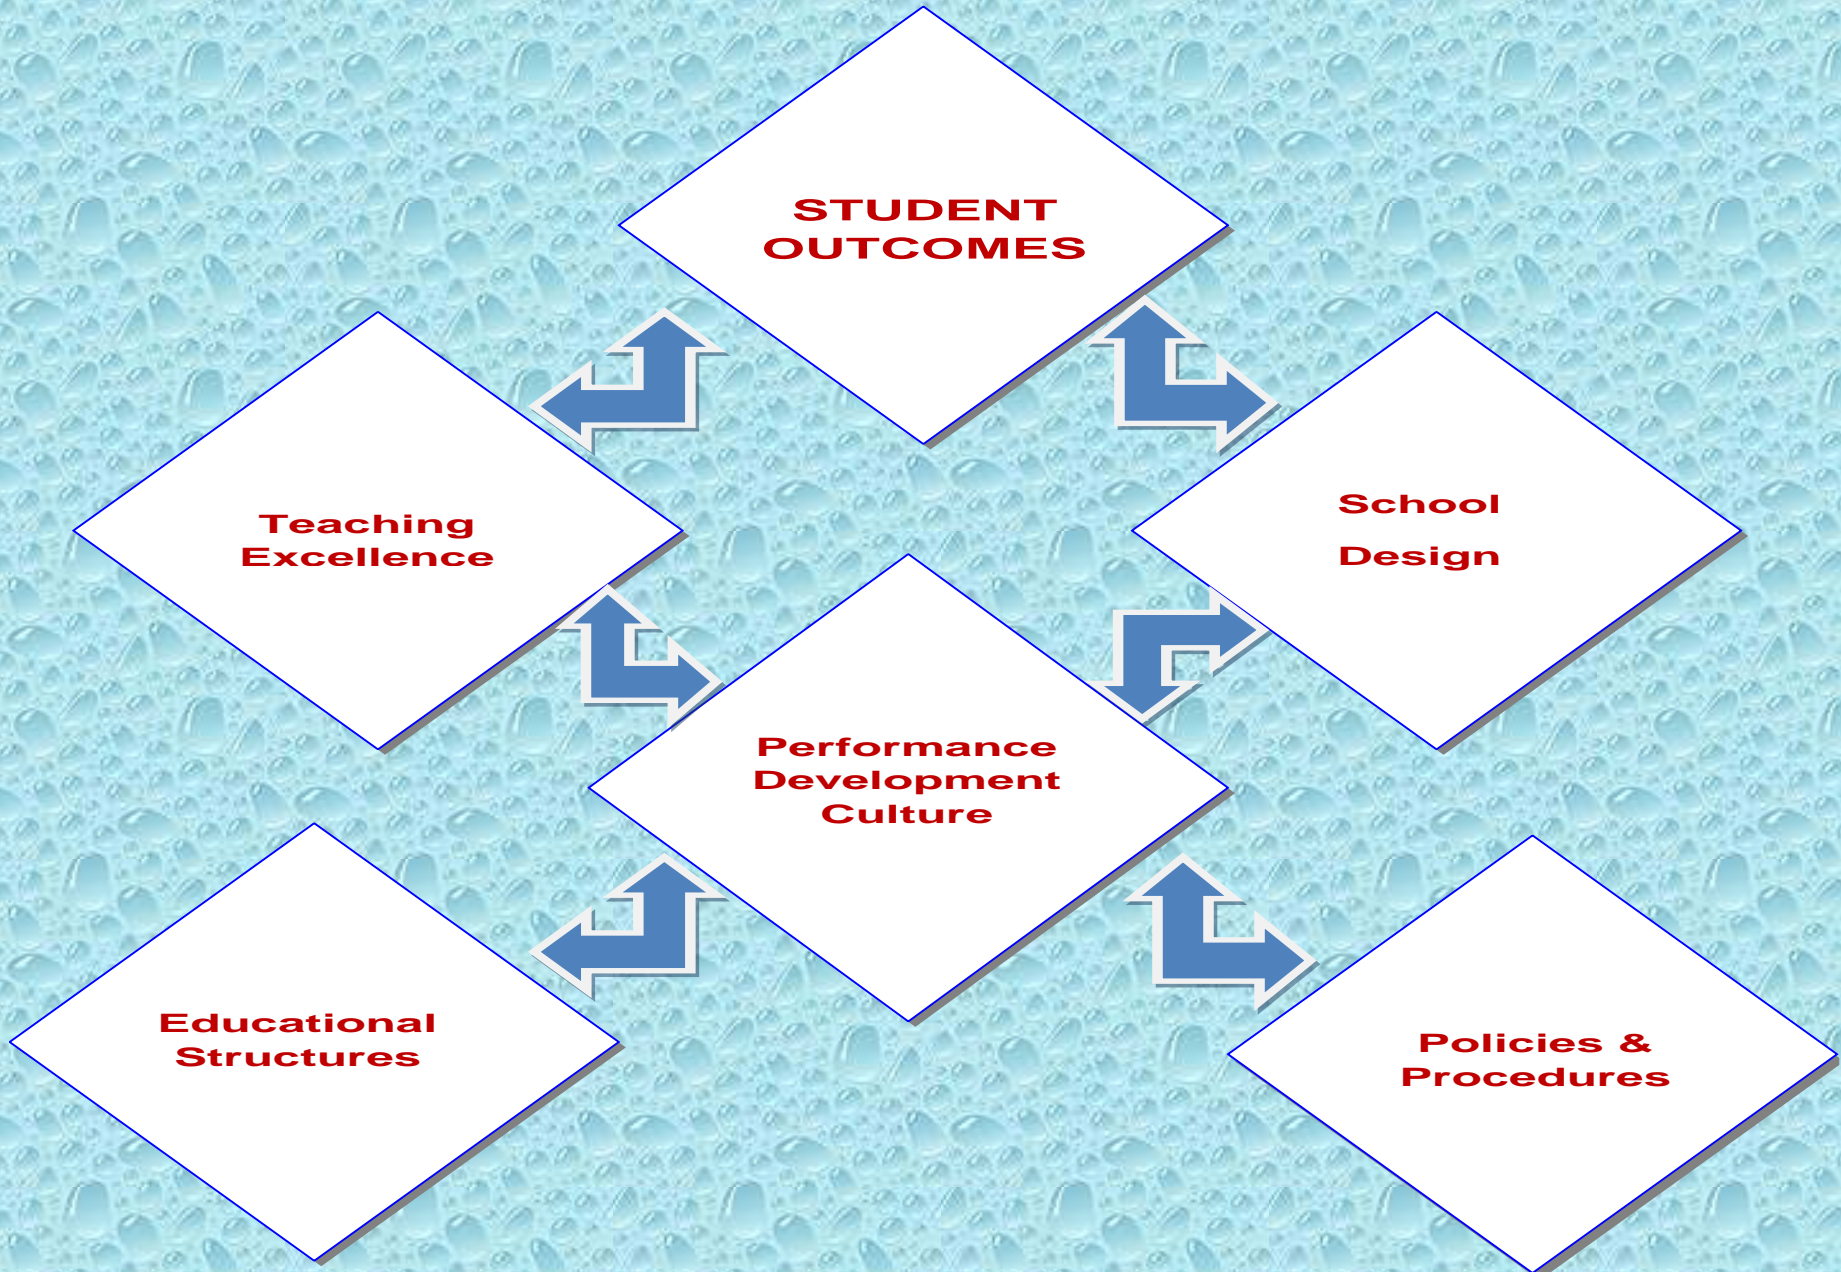 STUDENT
OUTCOMES
Teaching
Excellence
School
Design
Performance
Development
Culture
Educational
Structures
Policies &
Procedures